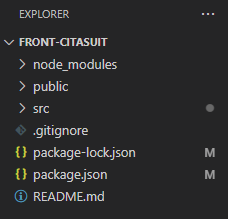 EXPLORER
FRONT-CITASUIT
node_modules
public
src
.gitignore
{} package-lock.json M
{} package.json M
README.md